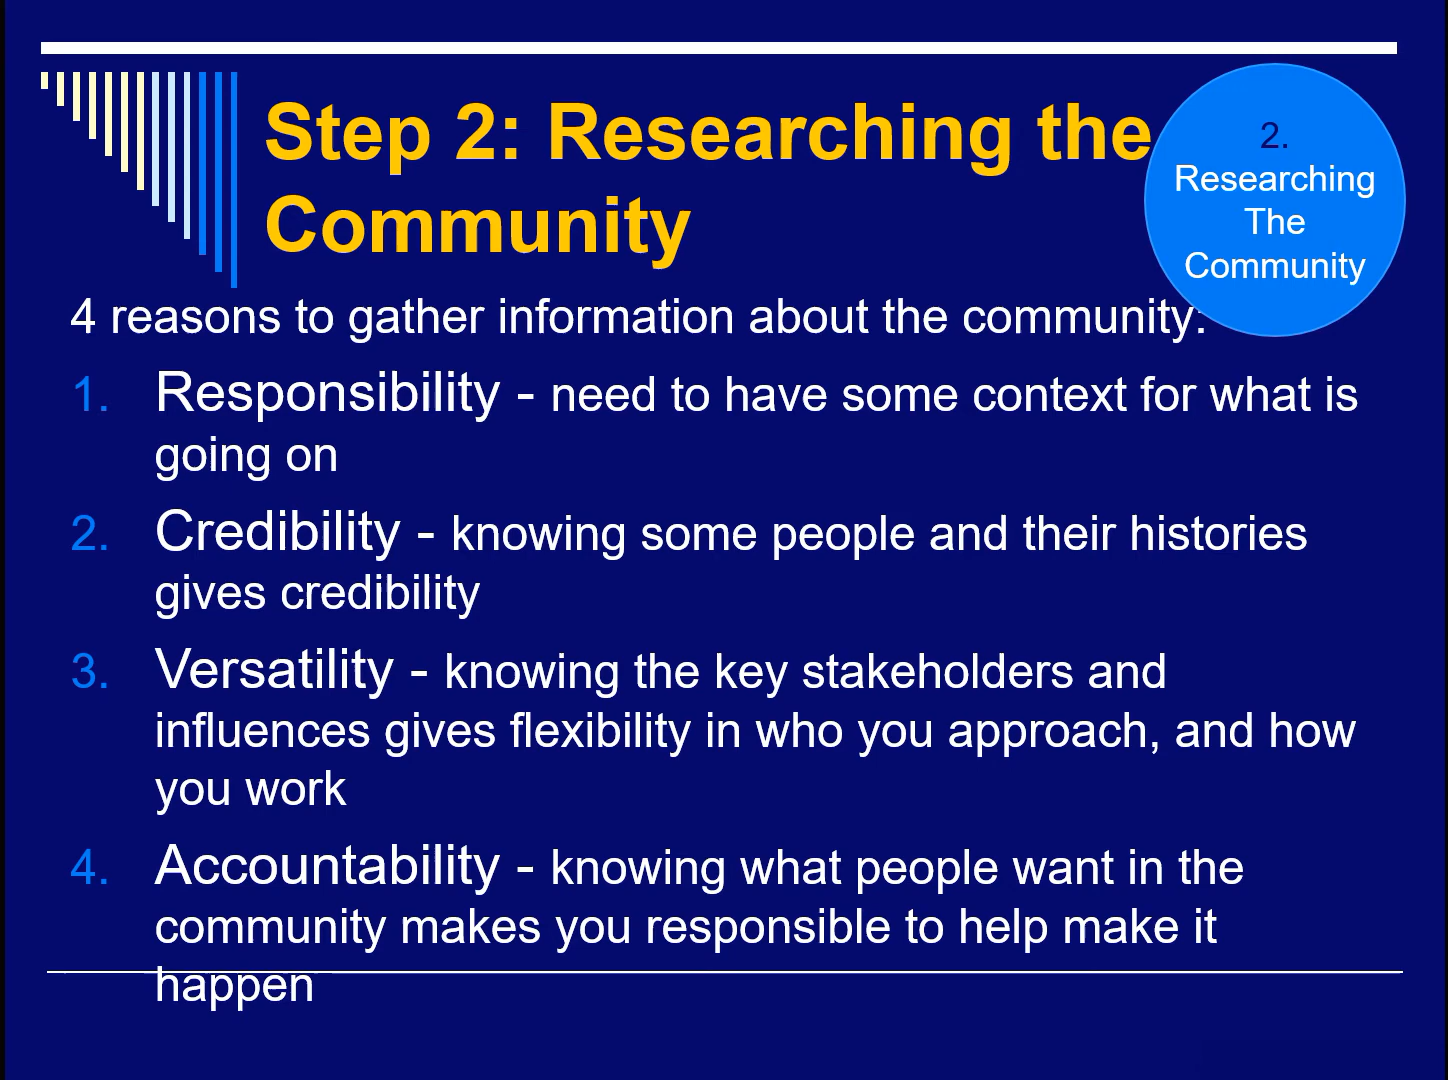 Step 2: Researching the
Community
2.
Researching
The
Community
4 reasons to gather information about the community:
1. Responsibility - need to have some context for what is
going on
2. Credibility - knowing some people and their histories
gives credibility
3. Versatility - knowing the key stakeholders and
influences gives flexibility in who you approach, and how
you work
4. Accountability - knowing what people want in the
community makes you responsible to help make it
happen